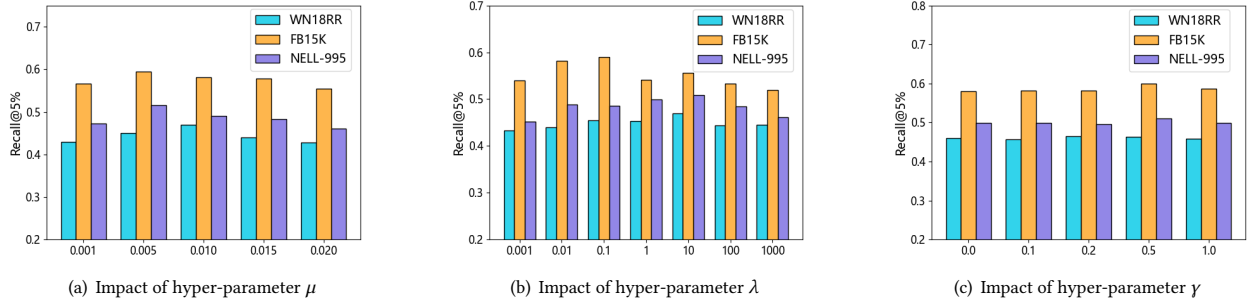 WN18RR
FB15K
NELL-995
Recall@5%
0.7
0.6
0.5
0.4
0.3
0.2
0.001 0.005 0.010 0.015 0.020
(a) Impact of hyper-parameter μ
WN18RR
FB15K
NELL-995
Recall@5%
0.7
0.6
0.5
0.4
0.3
0.2
0.001 0.01 0.1 1 10 100 1000
(b) Impact of hyper-parameter λ
WN18RR
FB15K
NELL-995
Recall@5%
0.8
0.7
0.6
0.5
0.4
0.3
0.2
0.0 0.1 0.2 0.5 1.0
(c) Impact of hyper-parameter γ